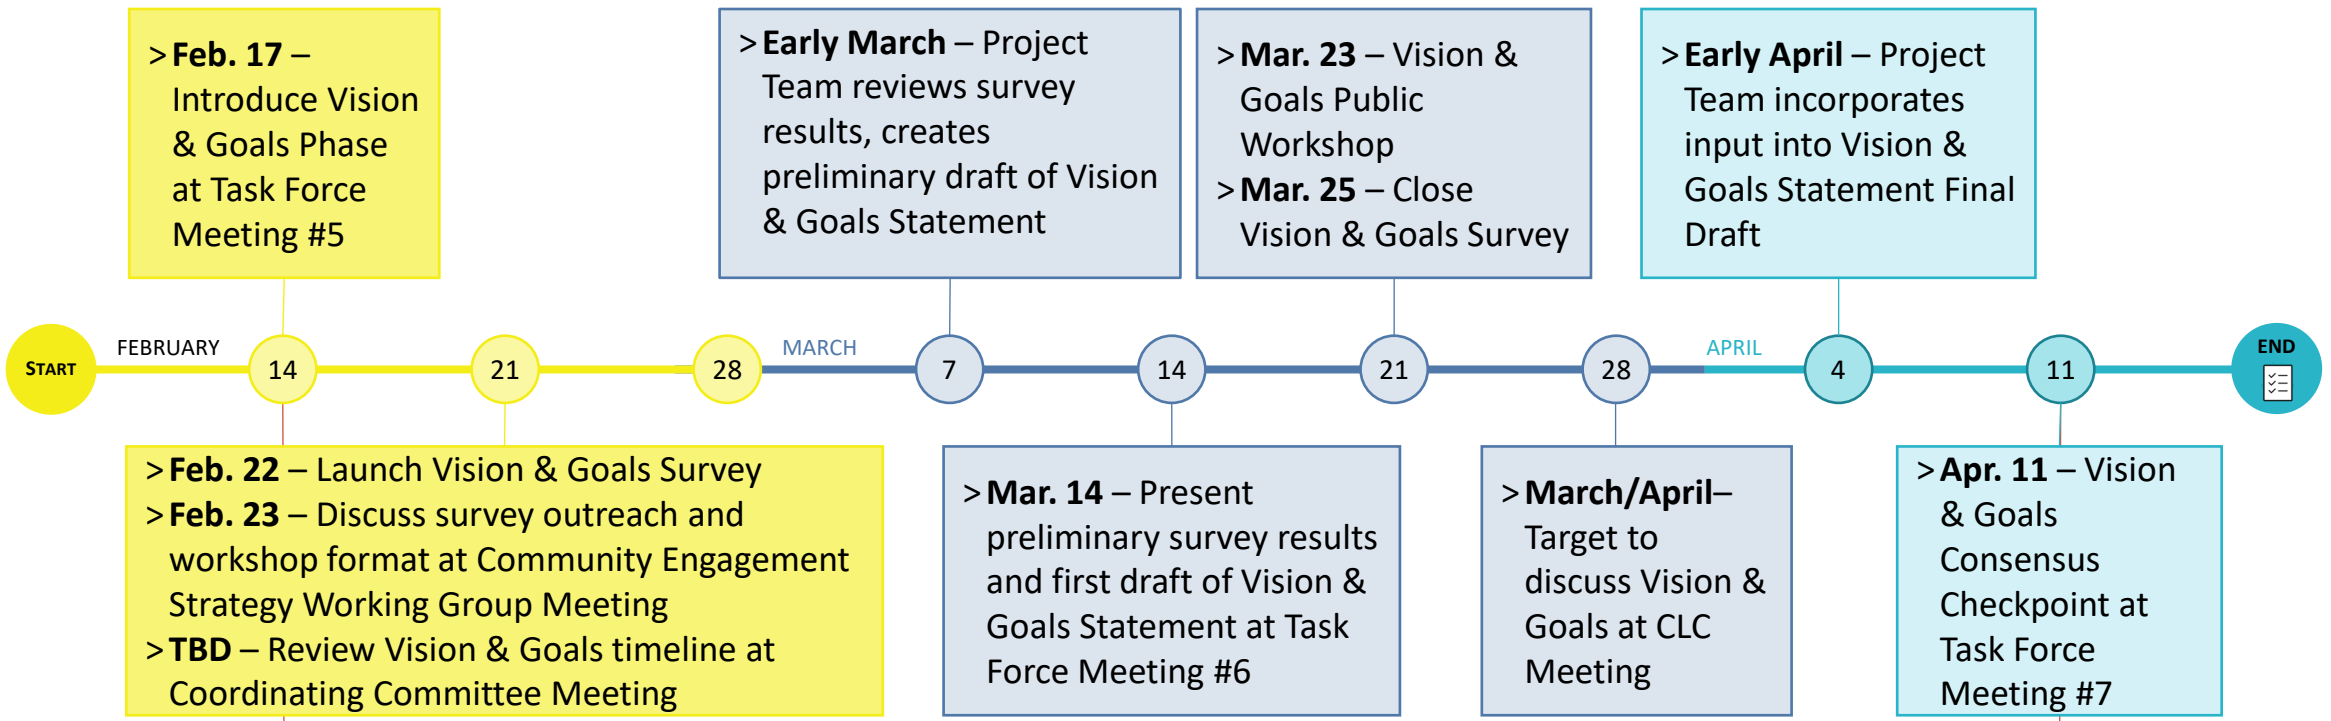 >Feb. 17 –
Introduce Vision
& Goals Phase
at Task Force
Meeting #5
>Early March – Project
Team reviews survey
results, creates
preliminary draft of Vision
& Goals Statement
>Mar. 23 – Vision &
Goals Public
Workshop
>Mar. 25 – Close
Vision & Goals Survey
>Early April – Project
Team incorporates
input into Vision &
Goals Statement Final
Draft
START
FEBRUARY
14
21
28
MARCH
7
14
21
28
APRIL
4
11
END
>Feb. 22 – Launch Vision & Goals Survey
>Feb. 23 – Discuss survey outreach and
workshop format at Community Engagement
Strategy Working Group Meeting
>TBD – Review Vision & Goals timeline at
Coordinating Committee Meeting
>Mar. 14 – Present
preliminary survey results
and first draft of Vision &
Goals Statement at Task
Force Meeting #6
>March/April–
Target to
discuss Vision &
Goals at CLC
Meeting
>Apr. 11 – Vision
& Goals
Consensus
Checkpoint at
Task Force
Meeting #7